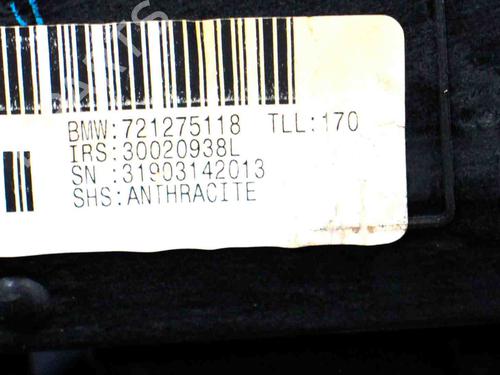 BMW:721275118 TLL:170
IRS:30020938L
SN :31903142013
SHS:ANTHRACITE